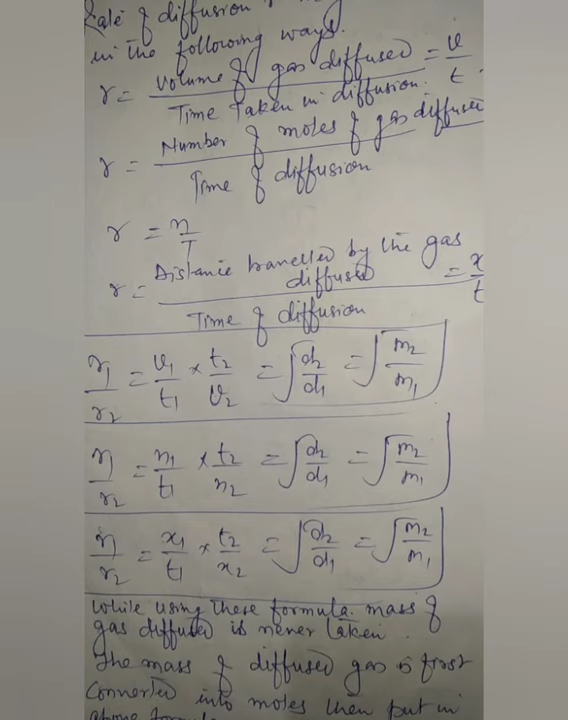 Rate of diffusion
in the following ways.
r = Volume of gas diffused / Time Taken in diffusion. = v/t
r = Number of moles of gas diffused / Time of diffusion
r = n/T
r = Distance travelled by the gas diffused / Time of diffusion = x/t
r1/r2 = v1/t1 × t2/v2 = √d2/d1 = √m2/m1
r1/r2 = n1/t1 × t2/n2 = √d2/d1 = √m2/m1
r1/r2 = x1/t1 × t2/x2 = √d2/d1 = √m2/m1
While using these formula. mass of
gas diffused is never taken.
The mass of diffused gas is first
converted into moles then put in
above